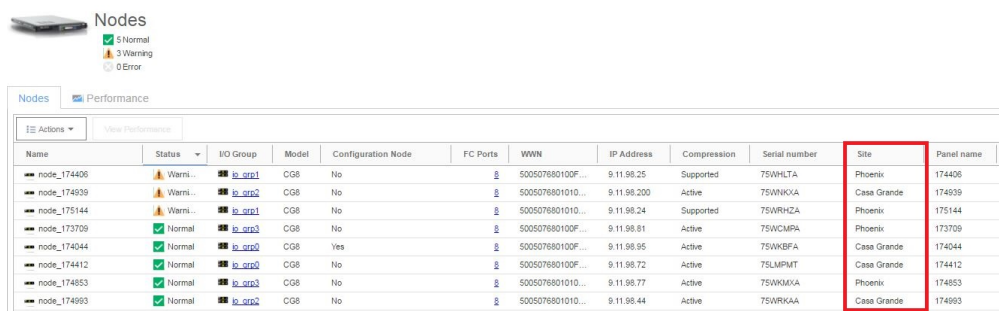 Nodes
5 Normal
3 Warning
0 Error
Nodes Performance
Actions View Performance
Name Status I/O Group Model Configuration Node FC Ports WWN IP Address Compression Serial number Site Panel name
node_174406 Warni... io_grp1 CG8 No 8 500507680100F... 9.11.98.25 Supported 75WHLTA Phoenix 174406
node_174939 Warni... io_grp2 CG8 No 8 5005076801010... 9.11.98.200 Active 75WNKXA Casa Grande 174939
node_175144 Warni... io_grp1 CG8 No 8 5005076801010... 9.11.98.24 Supported 75WRHZA Phoenix 175144
node_173709 Normal io_grp3 CG8 No 8 500507680100F... 9.11.98.81 Active 75WCMPA Phoenix 173709
node_174044 Normal io_grp0 CG8 Yes 8 500507680100F... 9.11.98.95 Active 75WKBFA Casa Grande 174044
node_174412 Normal io_grp0 CG8 No 8 500507680100F... 9.11.98.72 Active 75LMPMT Casa Grande 174412
node_174853 Normal io_grp3 CG8 No 8 500507680100F... 9.11.98.77 Active 75WKMXA Phoenix 174853
node_174993 Normal io_grp2 CG8 No 8 5005076801010... 9.11.98.44 Active 75WRKAA Casa Grande 174993